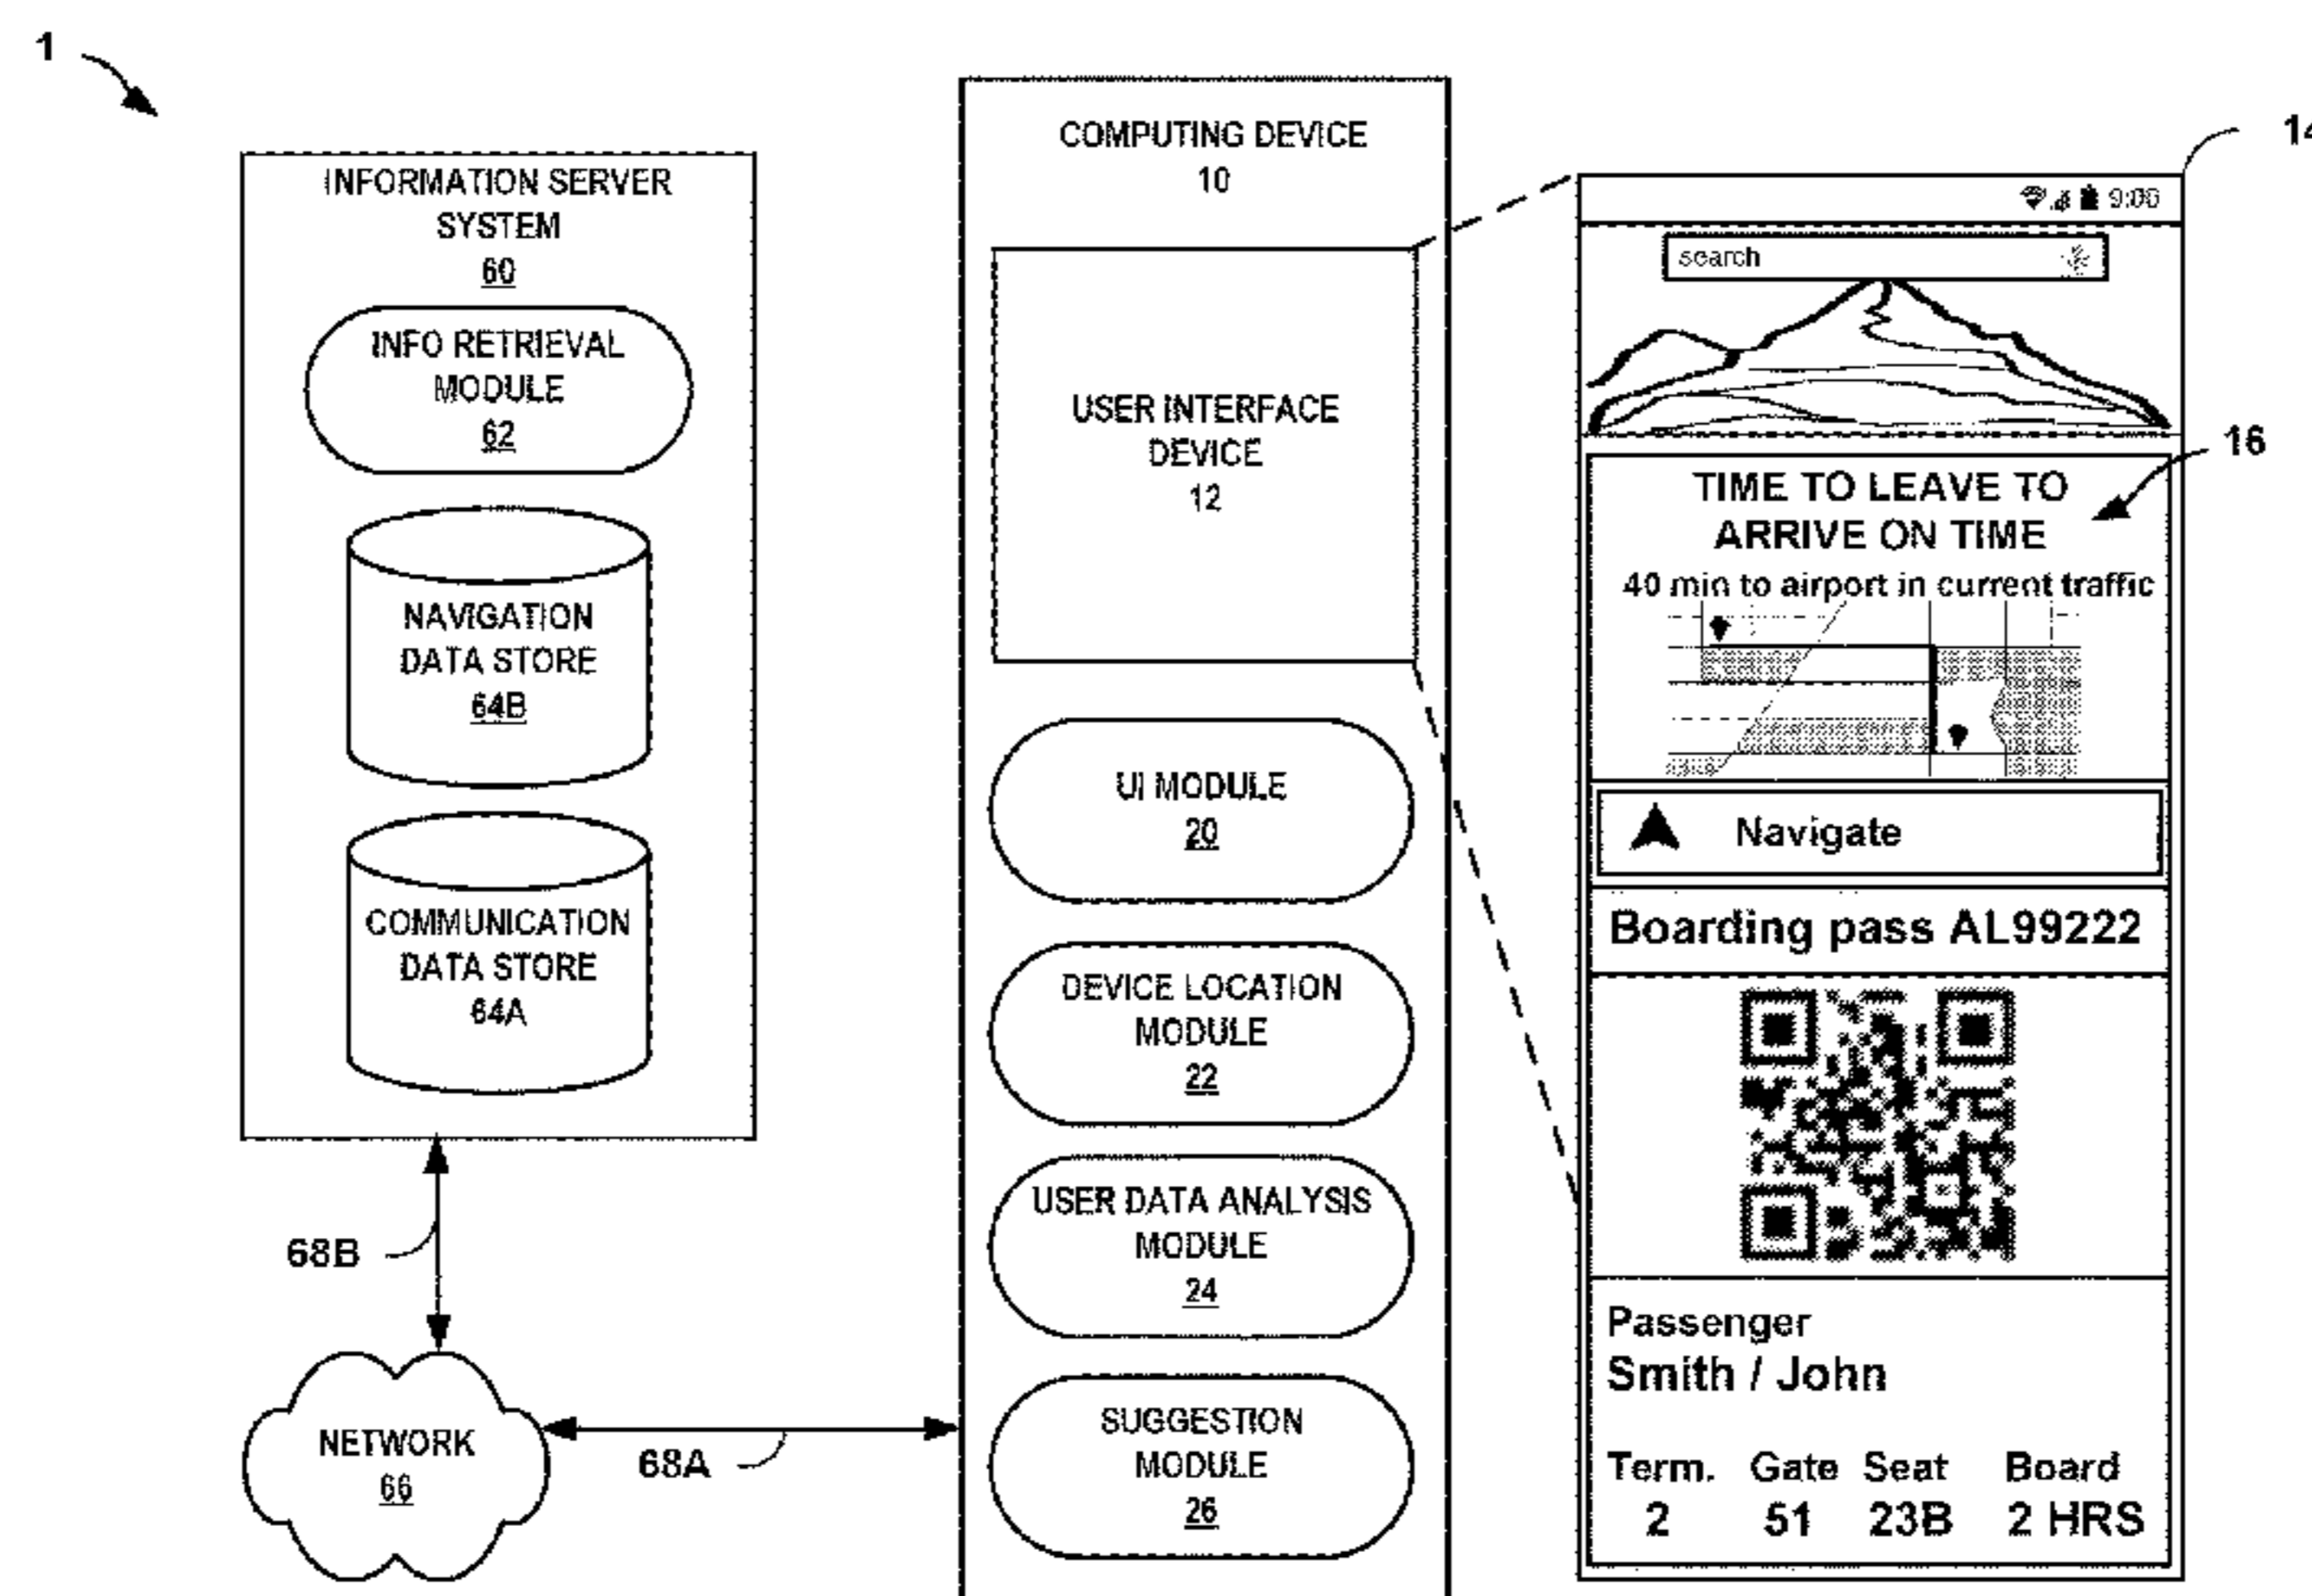 1
INFORMATION SERVER
SYSTEM
60
INFO RETRIEVAL
MODULE
62
NAVIGATION
DATA STORE
64B
COMMUNICATION
DATA STORE
64A
68B
NETWORK
66
68A
COMPUTING DEVICE
10
USER INTERFACE
DEVICE
12
UI MODULE
20
DEVICE LOCATION
MODULE
22
USER DATA ANALYSIS
MODULE
24
SUGGESTION
MODULE
26
14
9:00
search
16
TIME TO LEAVE TO
ARRIVE ON TIME
40 min to airport in current traffic
Navigate
Boarding pass AL99222
Passenger
Smith / John
Term. Gate Seat Board
2 51 23B 2 HRS